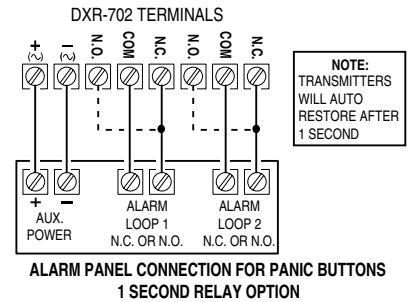 DXR-702 TERMINALS
+ (~) − (~) N.O. COM N.C. N.O. COM N.C.
NOTE:
TRANSMITTERS
WILL AUTO
RESTORE AFTER
1 SECOND
+ −
AUX.
POWER
ALARM
LOOP 1
N.C. OR N.O.
ALARM
LOOP 2
N.C. OR N.O.
ALARM PANEL CONNECTION FOR PANIC BUTTONS
1 SECOND RELAY OPTION